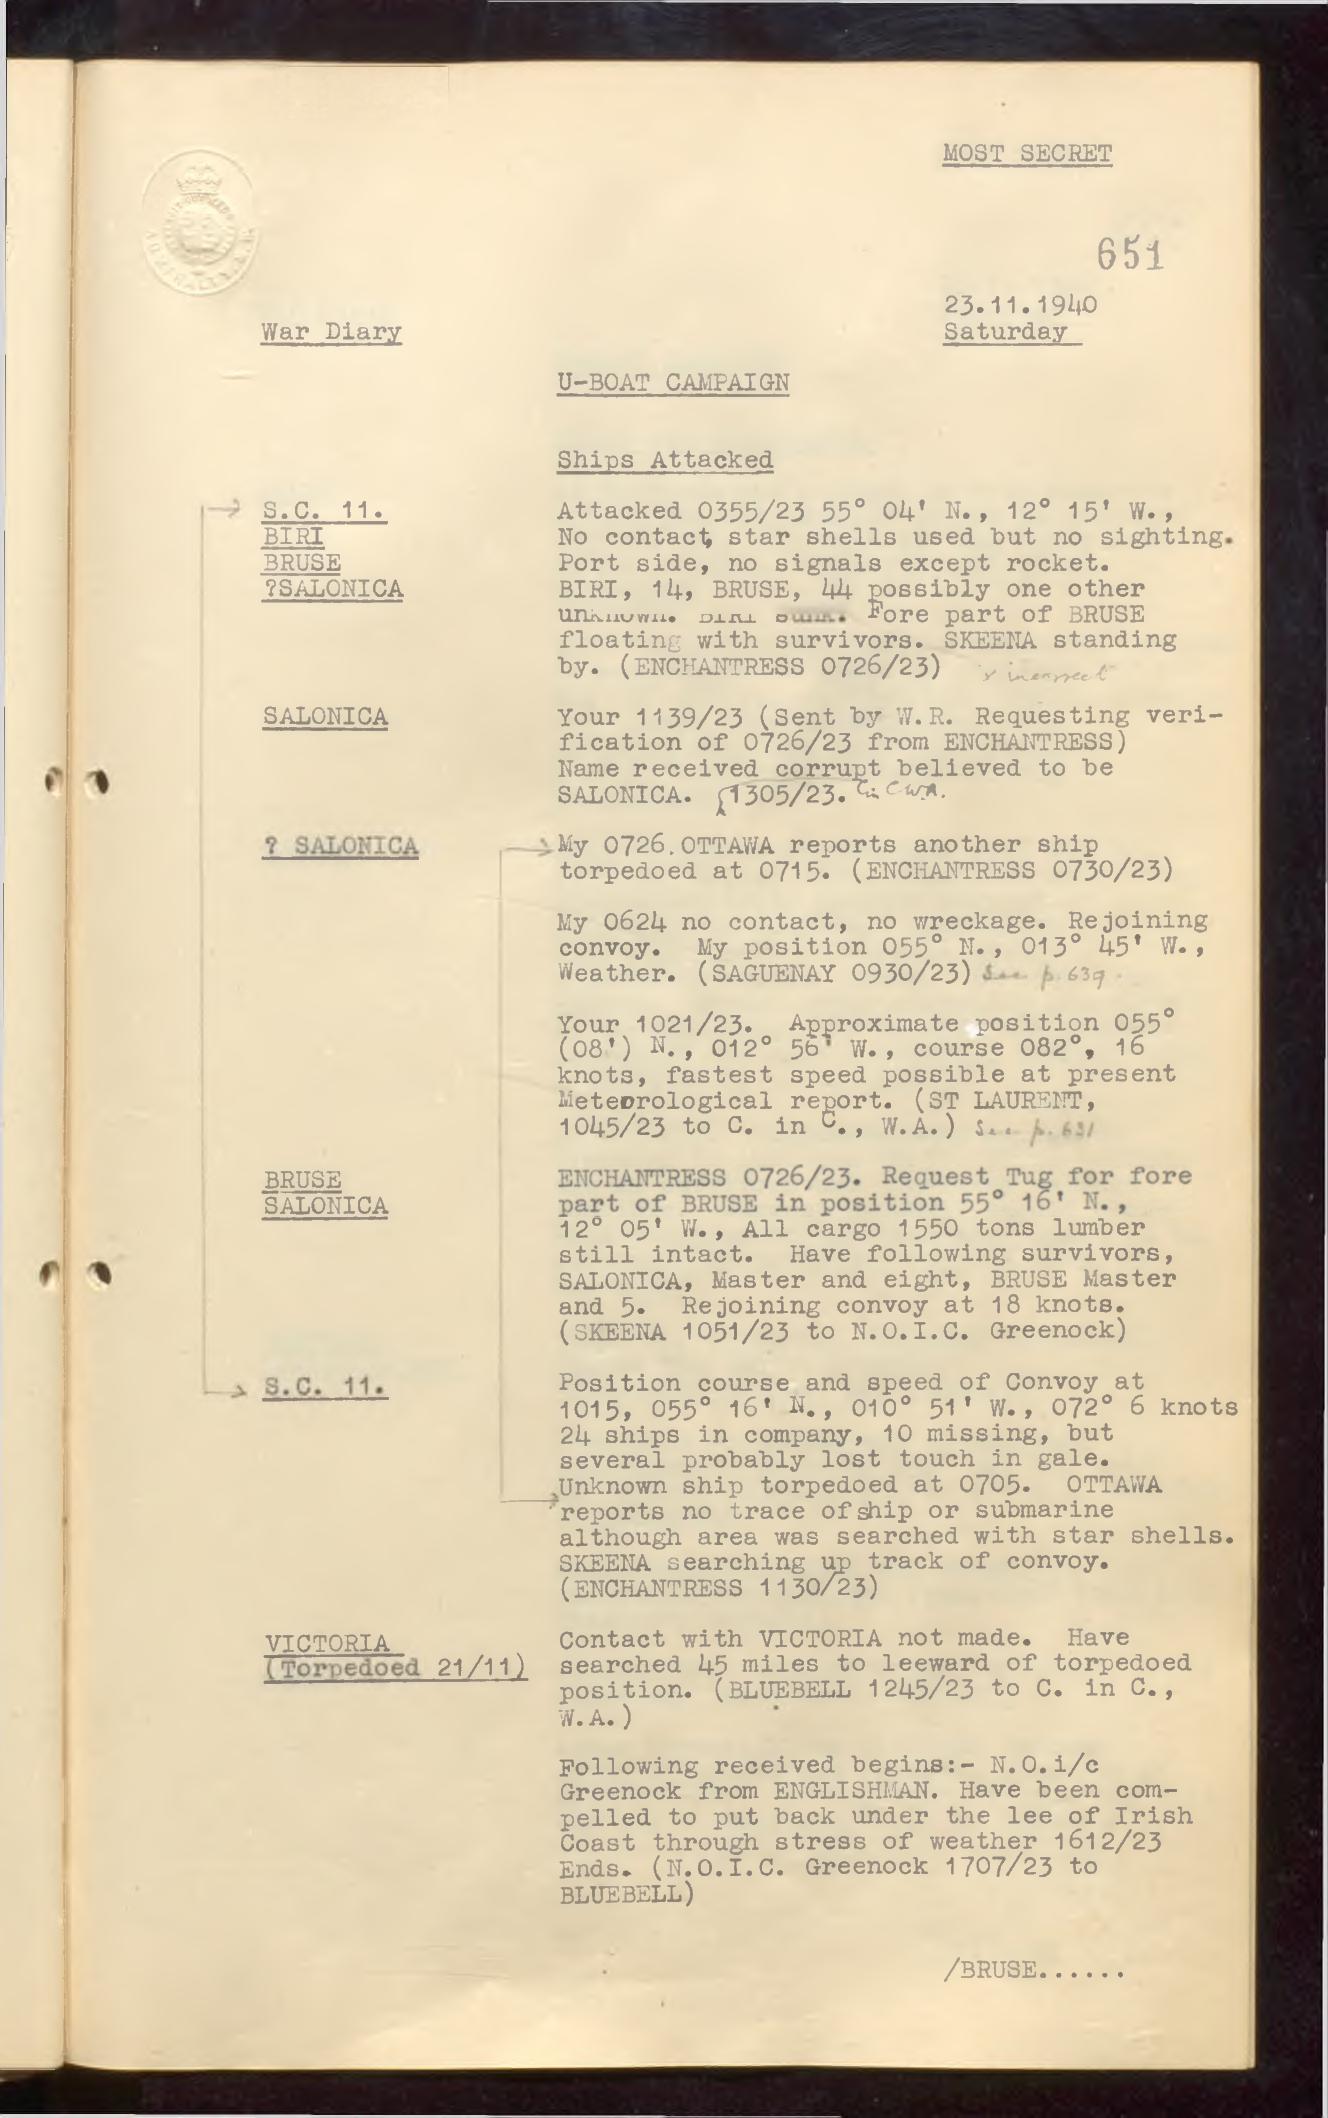 MOST SECRET
651
23.11.1940
War Diary
Saturday
U-BOAT CAMPAIGN
Ships Attacked
S.C. 11.
BIRI
BRUSE
?SALONICA
Attacked 0355/23 55° 04' N., 12° 15' W.,
No contact, star shells used but no sighting.
Port side, no signals except rocket.
BIRI, 14, BRUSE, 44 possibly one other
unknown. BIRI sunk. Fore part of BRUSE
floating with survivors. SKEENA standing
by. (ENCHANTRESS 0726/23) x incorrect
SALONICA
Your 1139/23 (Sent by W.R. Requesting veri-
fication of 0726/23 from ENCHANTRESS)
Name received corrupt believed to be
SALONICA. (1305/23. C.W.A.
? SALONICA
My 0726. OTTAWA reports another ship
torpedoed at 0715. (ENCHANTRESS 0730/23)
My 0624 no contact, no wreckage. Rejoining
convoy. My position 055° N., 013° 45' W.,
Weather. (SAGUENAY 0930/23) See p. 639.
Your 1021/23. Approximate position 055°
(08') N., 012° 56' W., course 082°, 16
knots, fastest speed possible at present
Meteorological report. (ST LAURENT,
1045/23 to C. in C., W.A.) See p. 631
BRUSE
SALONICA
ENCHANTRESS 0726/23. Request Tug for fore
part of BRUSE in position 55° 16' N.,
12° 05' W., All cargo 1550 tons lumber
still intact. Have following survivors,
SALONICA, Master and eight, BRUSE Master
and 5. Rejoining convoy at 18 knots.
(SKEENA 1051/23 to N.O.I.C. Greenock)
S.C. 11.
Position course and speed of Convoy at
1015, 055° 16' N., 010° 51' W., 072° 6 knots
24 ships in company, 10 missing, but
several probably lost touch in gale.
Unknown ship torpedoed at 0705. OTTAWA
reports no trace of ship or submarine
although area was searched with star shells.
SKEENA searching up track of convoy.
(ENCHANTRESS 1130/23)
VICTORIA
(Torpedoed 21/11)
Contact with VICTORIA not made. Have
searched 45 miles to leeward of torpedoed
position. (BLUEBELL 1245/23 to C. in C.,
W.A.)
Following received begins:- N.O.i/c
Greenock from ENGLISHMAN. Have been com-
pelled to put back under the lee of Irish
Coast through stress of weather 1612/23
Ends. (N.O.I.C. Greenock 1707/23 to
BLUEBELL)
/BRUSE......